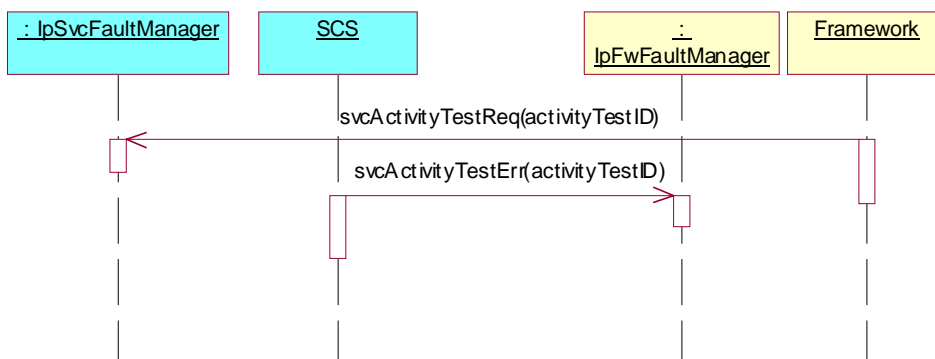 : IpSvcFaultManager
SCS
:
IpFwFaultManager
Framework
svcActivityTestReq(activityTestID)
svcActivityTestErr(activityTestID)